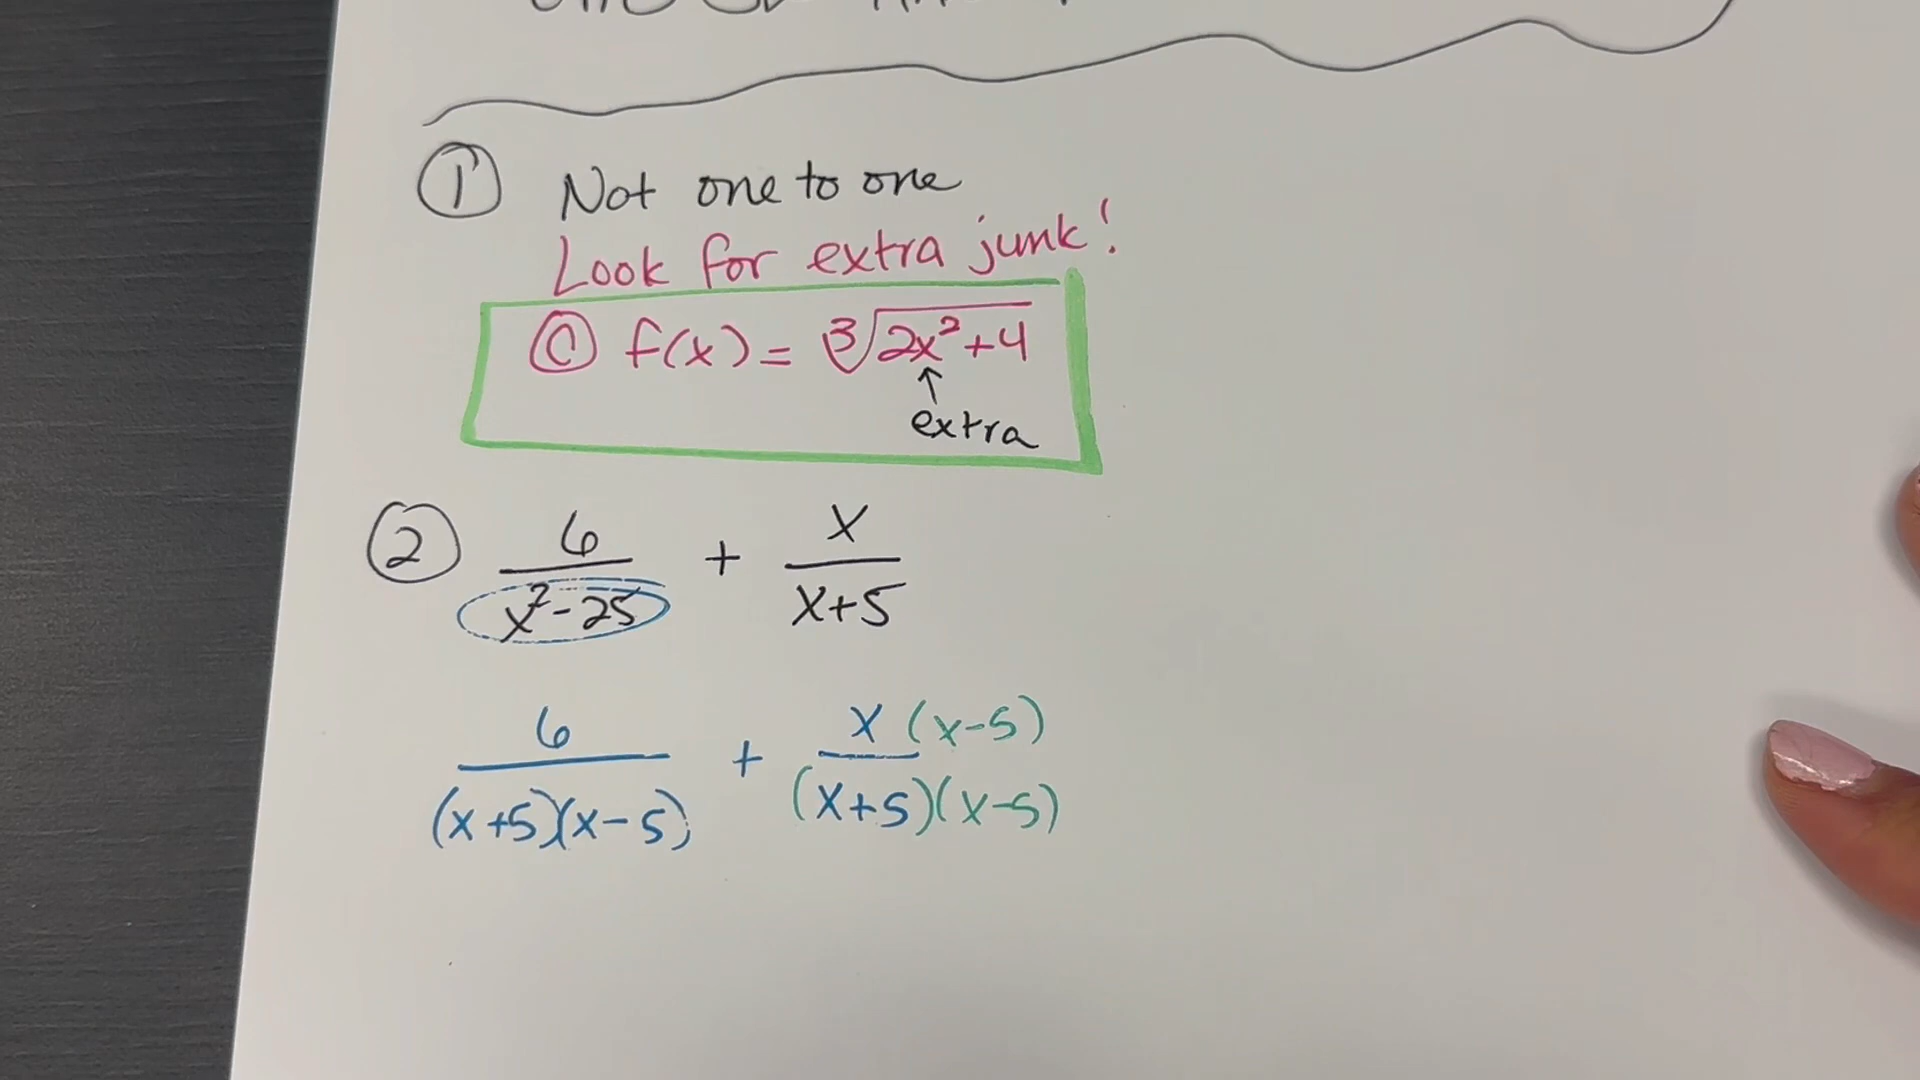 ① Not one to one
Look for extra junk!
Ⓒ f(x) = ∛(2x²+4)
↑
extra
② 6/(x²-25) + x/(x+5)
6/((x+5)(x-5)) + x(x-5)/((x+5)(x-5))